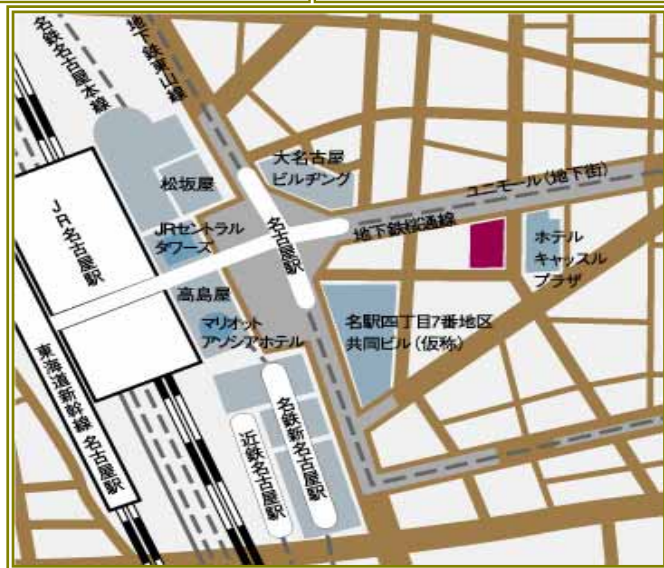 名鉄名古屋本線
地下鉄東山線
大名古屋
ビルヂング
松坂屋
ユニモール(地下街)
JR名古屋駅
JRセントラル
タワーズ
名古屋駅
地下鉄桜通線
ホテル
キャッスル
プラザ
高島屋
マリオット
アソシアホテル
名駅四丁目7番地区
共同ビル(仮称)
東海道新幹線 名古屋駅
近鉄名古屋駅
名鉄新名古屋駅